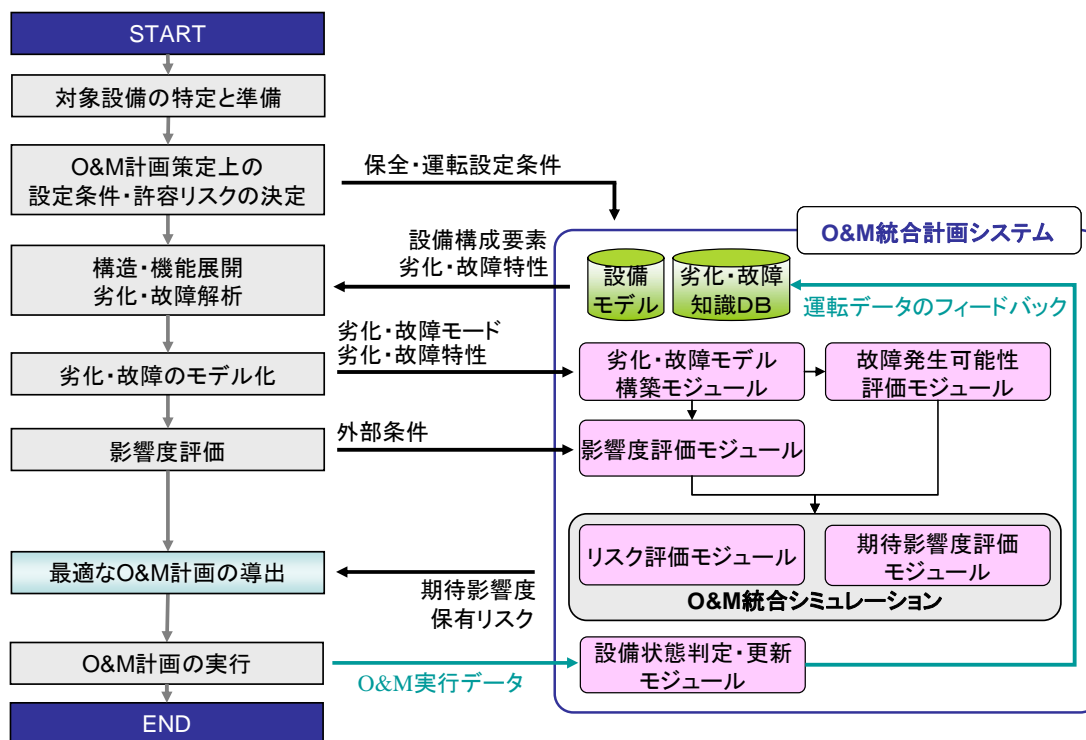 START
対象設備の特定と準備
O&M計画策定上の
設定条件・許容リスクの決定
構造・機能展開
劣化・故障解析
劣化・故障のモデル化
影響度評価
最適なO&M計画の導出
O&M計画の実行
END
保全・運転設定条件
設備構成要素
劣化・故障特性
劣化・故障モード
劣化・故障特性
外部条件
期待影響度
保有リスク
O&M実行データ
O&M統合計画システム
設備
モデル
劣化・故障
知識DB
運転データのフィードバック
劣化・故障モデル
構築モジュール
故障発生可能性
評価モジュール
影響度評価モジュール
リスク評価モジュール
期待影響度評価
モジュール
O&M統合シミュレーション
設備状態判定・更新
モジュール